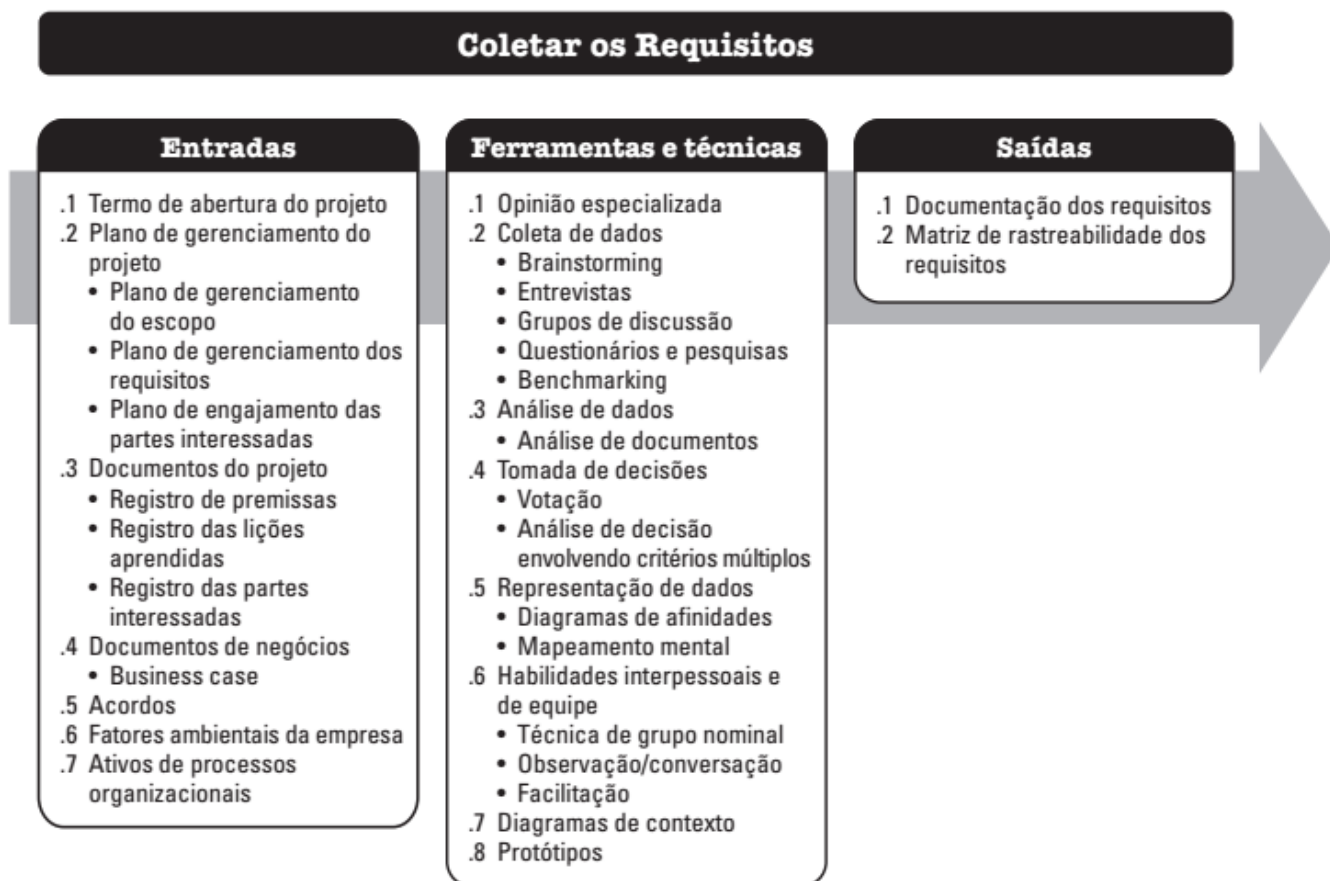 Coletar os Requisitos
Entradas
.1 Termo de abertura do projeto
.2 Plano de gerenciamento do
projeto
• Plano de gerenciamento
do escopo
• Plano de gerenciamento dos
requisitos
• Plano de engajamento das
partes interessadas
.3 Documentos do projeto
• Registro de premissas
• Registro das lições
aprendidas
• Registro das partes
interessadas
.4 Documentos de negócios
• Business case
.5 Acordos
.6 Fatores ambientais da empresa
.7 Ativos de processos
organizacionais
Ferramentas e técnicas
.1 Opinião especializada
.2 Coleta de dados
• Brainstorming
• Entrevistas
• Grupos de discussão
• Questionários e pesquisas
• Benchmarking
.3 Análise de dados
• Análise de documentos
.4 Tomada de decisões
• Votação
• Análise de decisão
envolvendo critérios múltiplos
.5 Representação de dados
• Diagramas de afinidades
• Mapeamento mental
.6 Habilidades interpessoais e
de equipe
• Técnica de grupo nominal
• Observação/conversação
• Facilitação
.7 Diagramas de contexto
.8 Protótipos
Saídas
.1 Documentação dos requisitos
.2 Matriz de rastreabilidade dos
requisitos